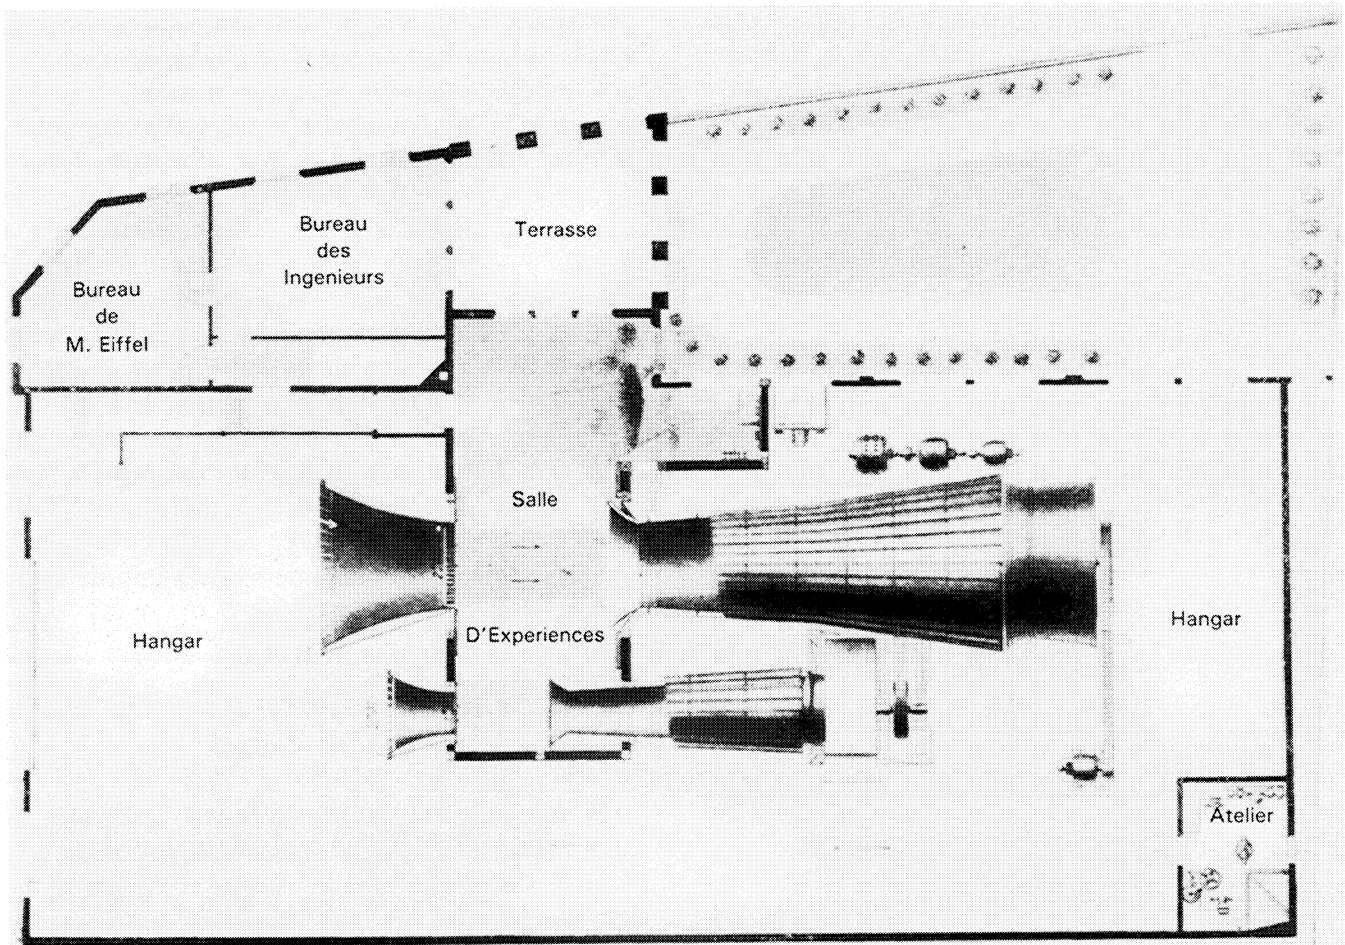 Bureau
des
Ingenieurs
Terrasse
Bureau
de
M. Eiffel
Salle
D'Experiences
Hangar
Hangar
Atelier